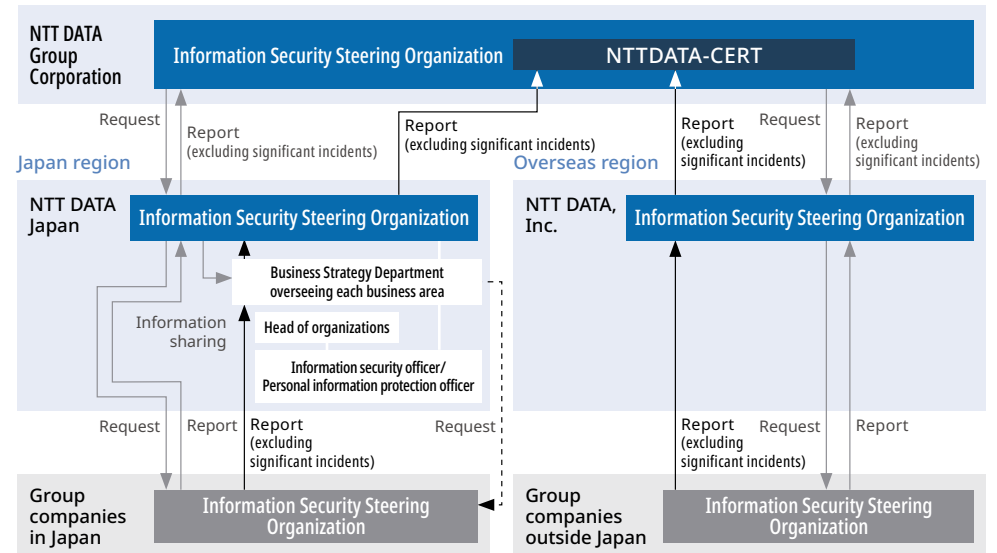 NTT DATA
Group
Corporation
Information Security Steering Organization
NTTDATA-CERT
Request
Report
(excluding significant incidents)
Report
(excluding significant incidents)
Report
(excluding
significant incidents)
Request
Report
(excluding
significant incidents)
Japan region
Overseas region
NTT DATA
Japan
Information Security Steering Organization
Business Strategy Department
overseeing each business area
Information
sharing
Head of organizations
Information security officer/
Personal information protection officer
NTT DATA,
Inc.
Information Security Steering Organization
Request
Report
Report
(excluding
significant incidents)
Request
Report
(excluding
significant incidents)
Request
Report
Group
companies
in Japan
Information Security Steering
Organization
Group
companies
outside Japan
Information Security Steering
Organization